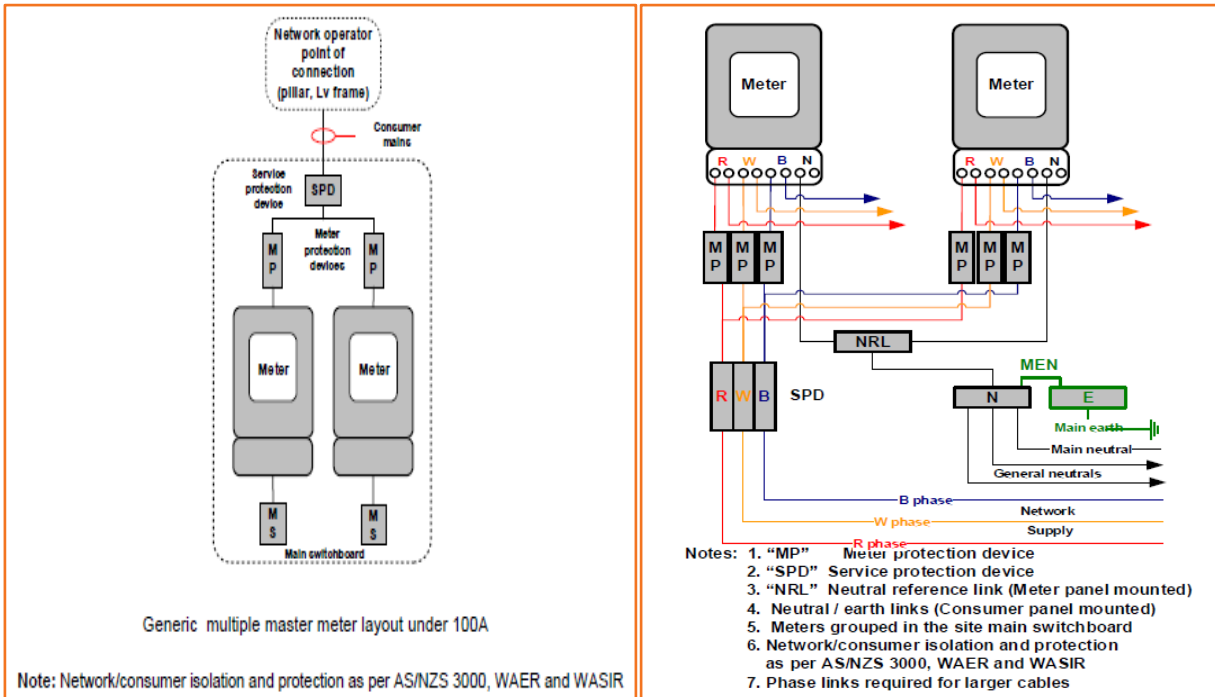 Network operator
point of
connection
(pillar, Lv frame)
Consumer
mains
Service
protection
device
SPD
M
P
Meter
protection
devices
M
P
Meter
Meter
M
S
M
S
Main switchboard
Generic multiple master meter layout under 100A
Note: Network/consumer isolation and protection as per AS/NZS 3000, WAER and WASIR
Meter
Meter
R W B N
R W B N
M
P
M
P
M
P
M
P
M
P
M
P
NRL
R W B SPD
MEN
N
E
Main earth
Main neutral
General neutrals
B phase
Network
W phase
Supply
R phase
Notes: 1. “MP” Meter protection device
2. “SPD” Service protection device
3. “NRL” Neutral reference link (Meter panel mounted)
4. Neutral / earth links (Consumer panel mounted)
5. Meters grouped in the site main switchboard
6. Network/consumer isolation and protection
as per AS/NZS 3000, WAER and WASIR
7. Phase links required for larger cables